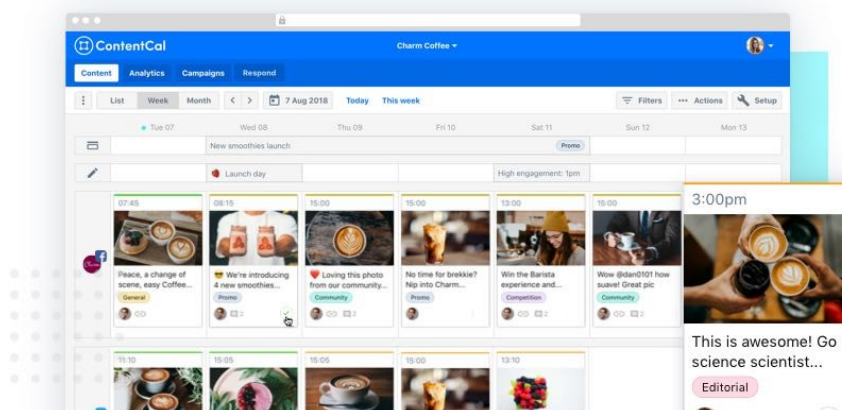 ContentCal
Charm Coffee
Content Analytics Campaigns Respond
List Week Month < > 7 Aug 2018 Today This week Filters ••• Actions Setup
Tue 07 Wed 08 Thu 09 Fri 10 Sat 11 Sun 12 Mon 13
New smoothies launch Promo
Launch day High engagement: 1pm
07:45 08:15 15:00 15:00 13:00 15:00
Peace, a change of
scene, easy Coffee...
General
😎 We're introducing
4 new smoothies...
Promo
2
❤️ Loving this photo
from our community...
Community
2
No time for brekkie?
Nip into Charm...
Promo
Win the Barista
experience and...
Competition
2
Wow @dan0101 how
suave! Great pic
Community
2
3:00pm
This is awesome! Go
science scientist...
Editorial
11:10 15:05 15:05 15:00 13:10